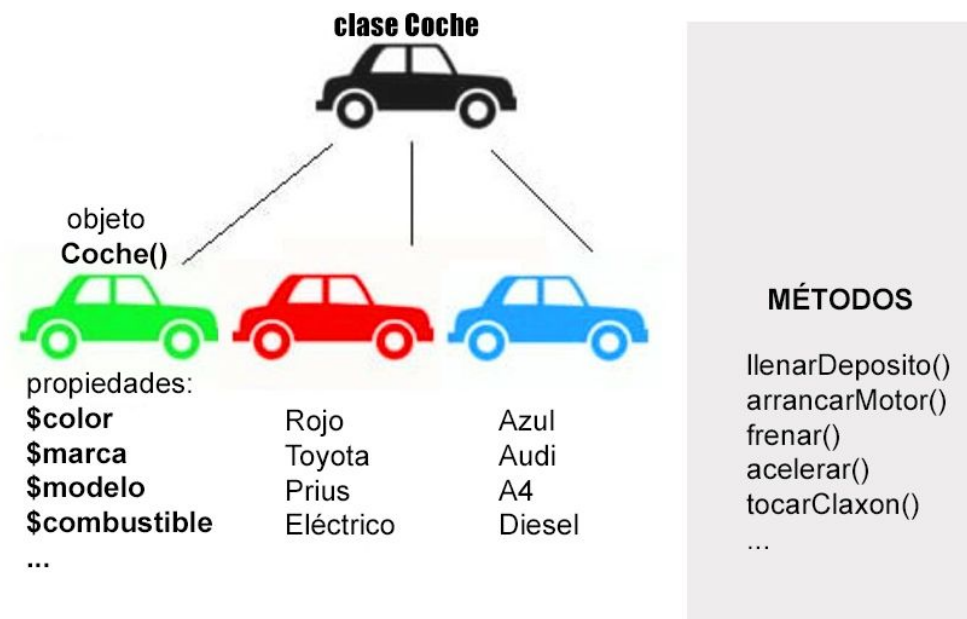 clase Coche
objeto
Coche()
propiedades:
$color
$marca
$modelo
$combustible
...
Rojo
Toyota
Prius
Eléctrico
Azul
Audi
A4
Diesel
MÉTODOS
llenarDeposito()
arrancarMotor()
frenar()
acelerar()
tocarClaxon()
...